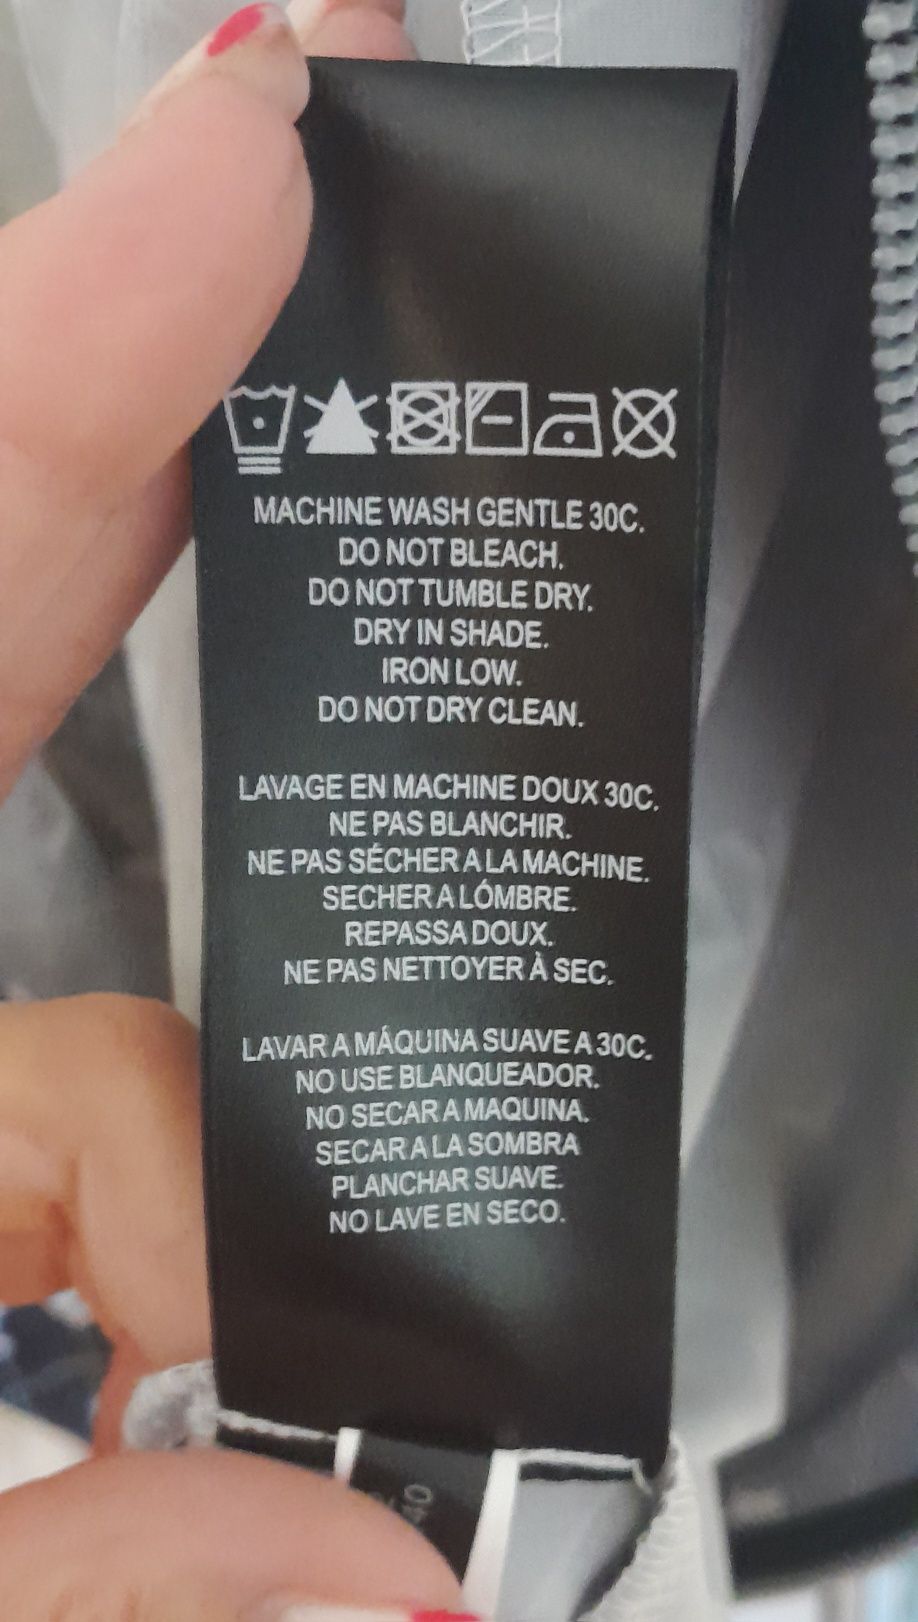 MACHINE WASH GENTLE 30C.
DO NOT BLEACH.
DO NOT TUMBLE DRY.
DRY IN SHADE.
IRON LOW.
DO NOT DRY CLEAN.
LAVAGE EN MACHINE DOUX 30C.
NE PAS BLANCHIR.
NE PAS SÉCHER A LA MACHINE.
SECHER A LÓMBRE.
REPASSA DOUX.
NE PAS NETTOYER À SEC.
LAVAR A MÁQUINA SUAVE A 30C.
NO USE BLANQUEADOR.
NO SECAR A MAQUINA.
SECAR A LA SOMBRA
PLANCHAR SUAVE.
NO LAVE EN SECO.